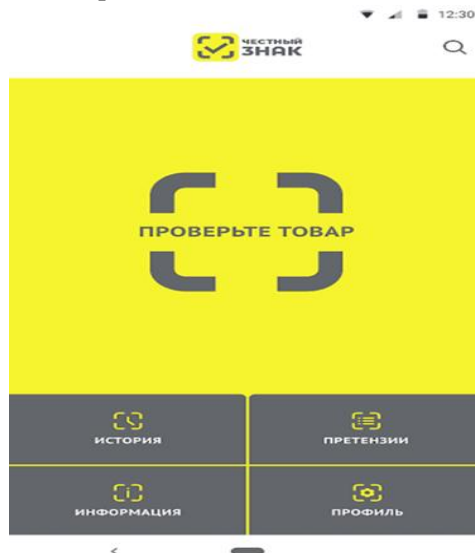 12:30
ЧЕСТНЫЙ
ЗНАК
ПРОВЕРЬТЕ ТОВАР
ИСТОРИЯ
ПРЕТЕНЗИИ
ИНФОРМАЦИЯ
ПРОФИЛЬ